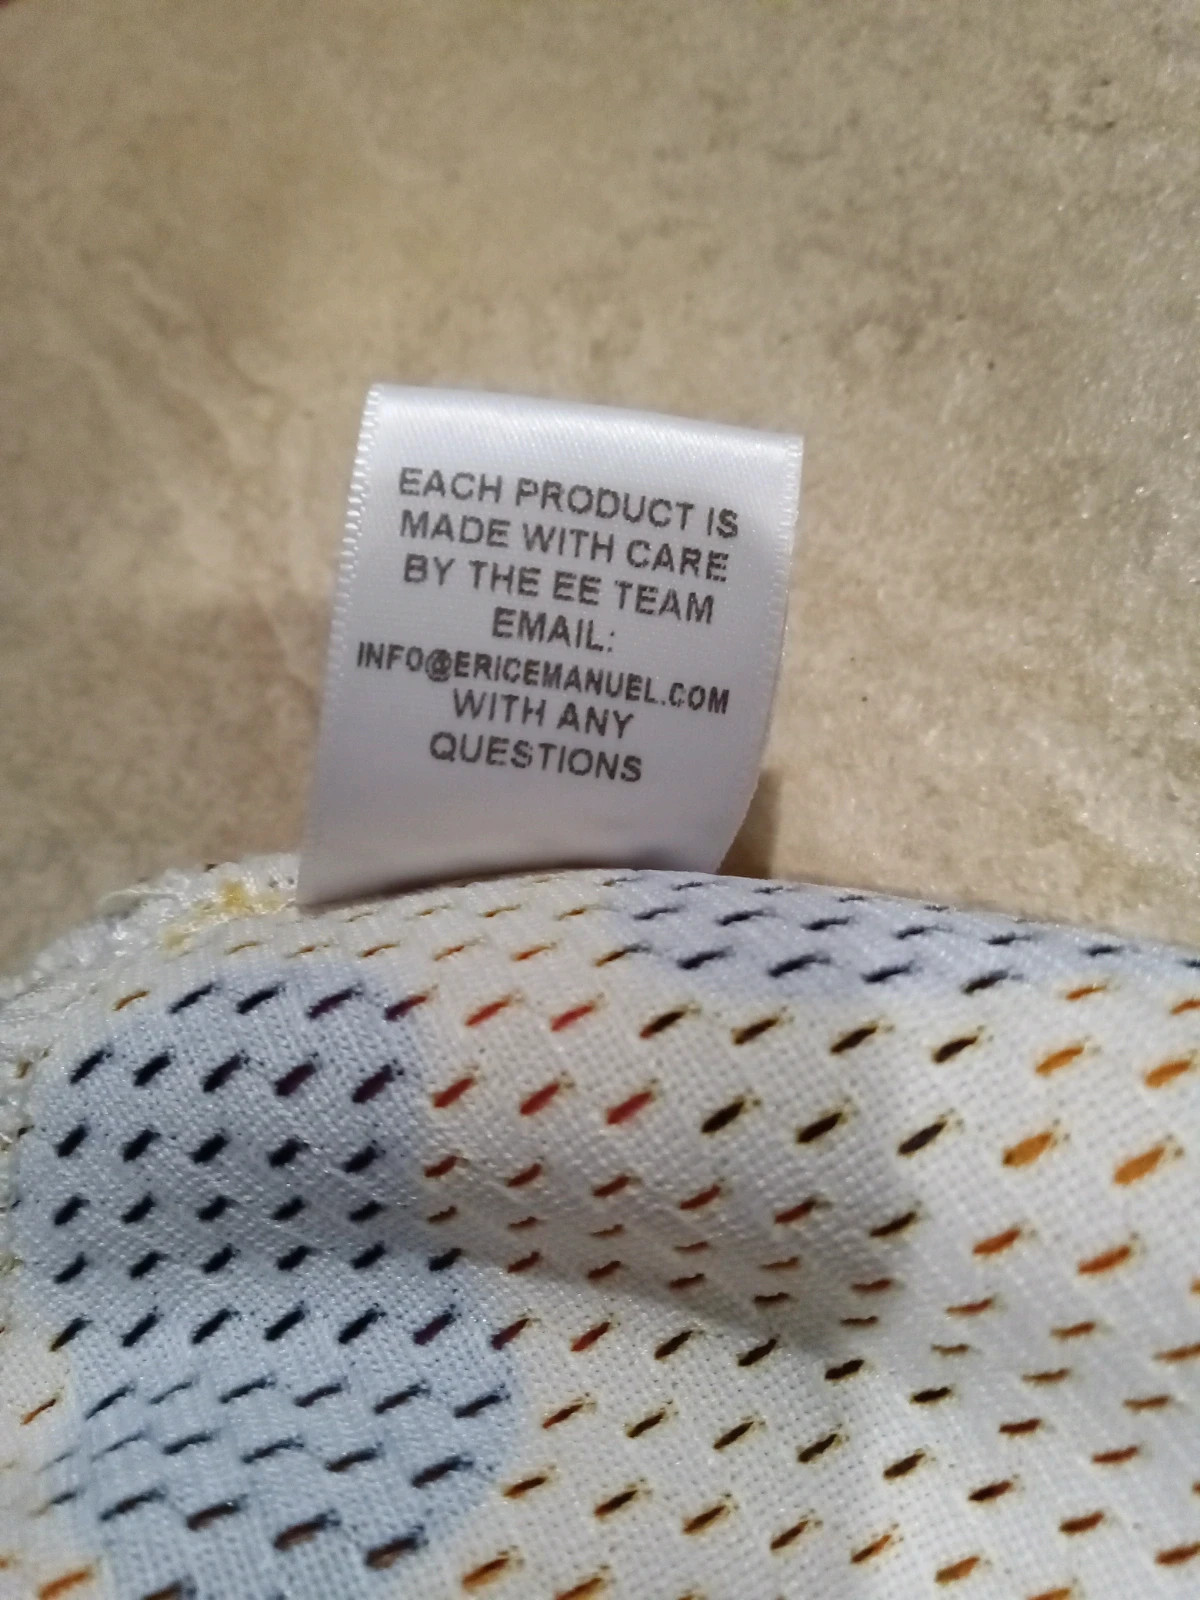 EACH PRODUCT IS
MADE WITH CARE
BY THE EE TEAM
EMAIL:
INFO@ERICEMANUEL.COM
WITH ANY
QUESTIONS